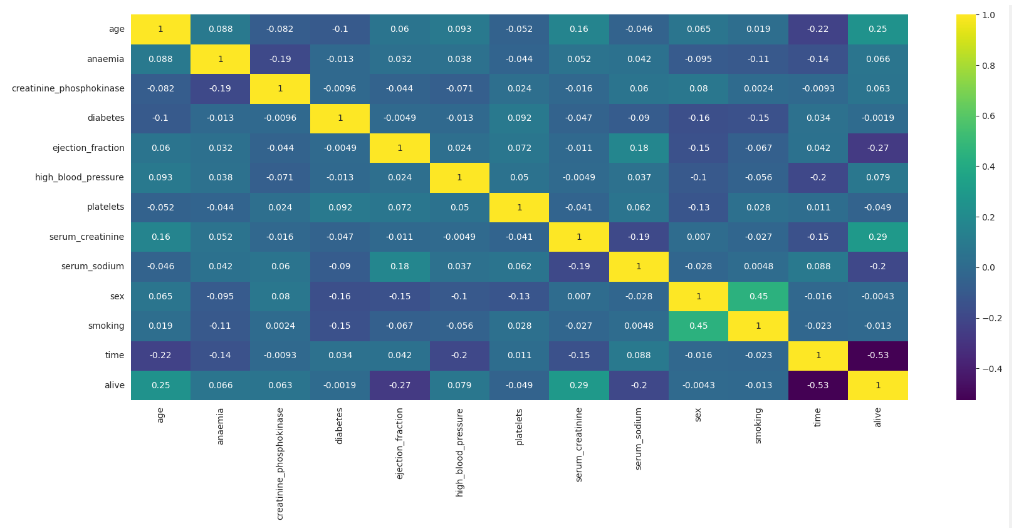 age 1 0.088 -0.082 -0.1 0.06 0.093 -0.052 0.16 -0.046 0.065 0.019 -0.22 0.25
anaemia 0.088 1 -0.19 -0.013 0.032 0.038 -0.044 0.052 0.042 -0.095 -0.11 -0.14 0.066
creatinine_phosphokinase -0.082 -0.19 1 -0.0096 -0.044 -0.071 0.024 -0.016 0.06 0.08 0.0024 -0.0093 0.063
diabetes -0.1 -0.013 -0.0096 1 -0.0049 -0.013 0.092 -0.047 -0.09 -0.16 -0.15 0.034 -0.0019
ejection_fraction 0.06 0.032 -0.044 -0.0049 1 0.024 0.072 -0.011 0.18 -0.15 -0.067 0.042 -0.27
high_blood_pressure 0.093 0.038 -0.071 -0.013 0.024 1 0.05 -0.0049 0.037 -0.1 -0.056 -0.2 0.079
platelets -0.052 -0.044 0.024 0.092 0.072 0.05 1 -0.041 0.062 -0.13 0.028 0.011 -0.049
serum_creatinine 0.16 0.052 -0.016 -0.047 -0.011 -0.0049 -0.041 1 -0.19 0.007 -0.027 -0.15 0.29
serum_sodium -0.046 0.042 0.06 -0.09 0.18 0.037 0.062 -0.19 1 -0.028 0.0048 0.088 -0.2
sex 0.065 -0.095 0.08 -0.16 -0.15 -0.1 -0.13 0.007 -0.028 1 0.45 -0.016 -0.0043
smoking 0.019 -0.11 0.0024 -0.15 -0.067 -0.056 0.028 -0.027 0.0048 0.45 1 -0.023 -0.013
time -0.22 -0.14 -0.0093 0.034 0.042 -0.2 0.011 -0.15 0.088 -0.016 -0.023 1 -0.53
alive 0.25 0.066 0.063 -0.0019 -0.27 0.079 -0.049 0.29 -0.2 -0.0043 -0.013 -0.53 1
age
anaemia
creatinine_phosphokinase
diabetes
ejection_fraction
high_blood_pressure
platelets
serum_creatinine
serum_sodium
sex
smoking
time
alive
1.0
0.8
0.6
0.4
0.2
0.0
−0.2
−0.4